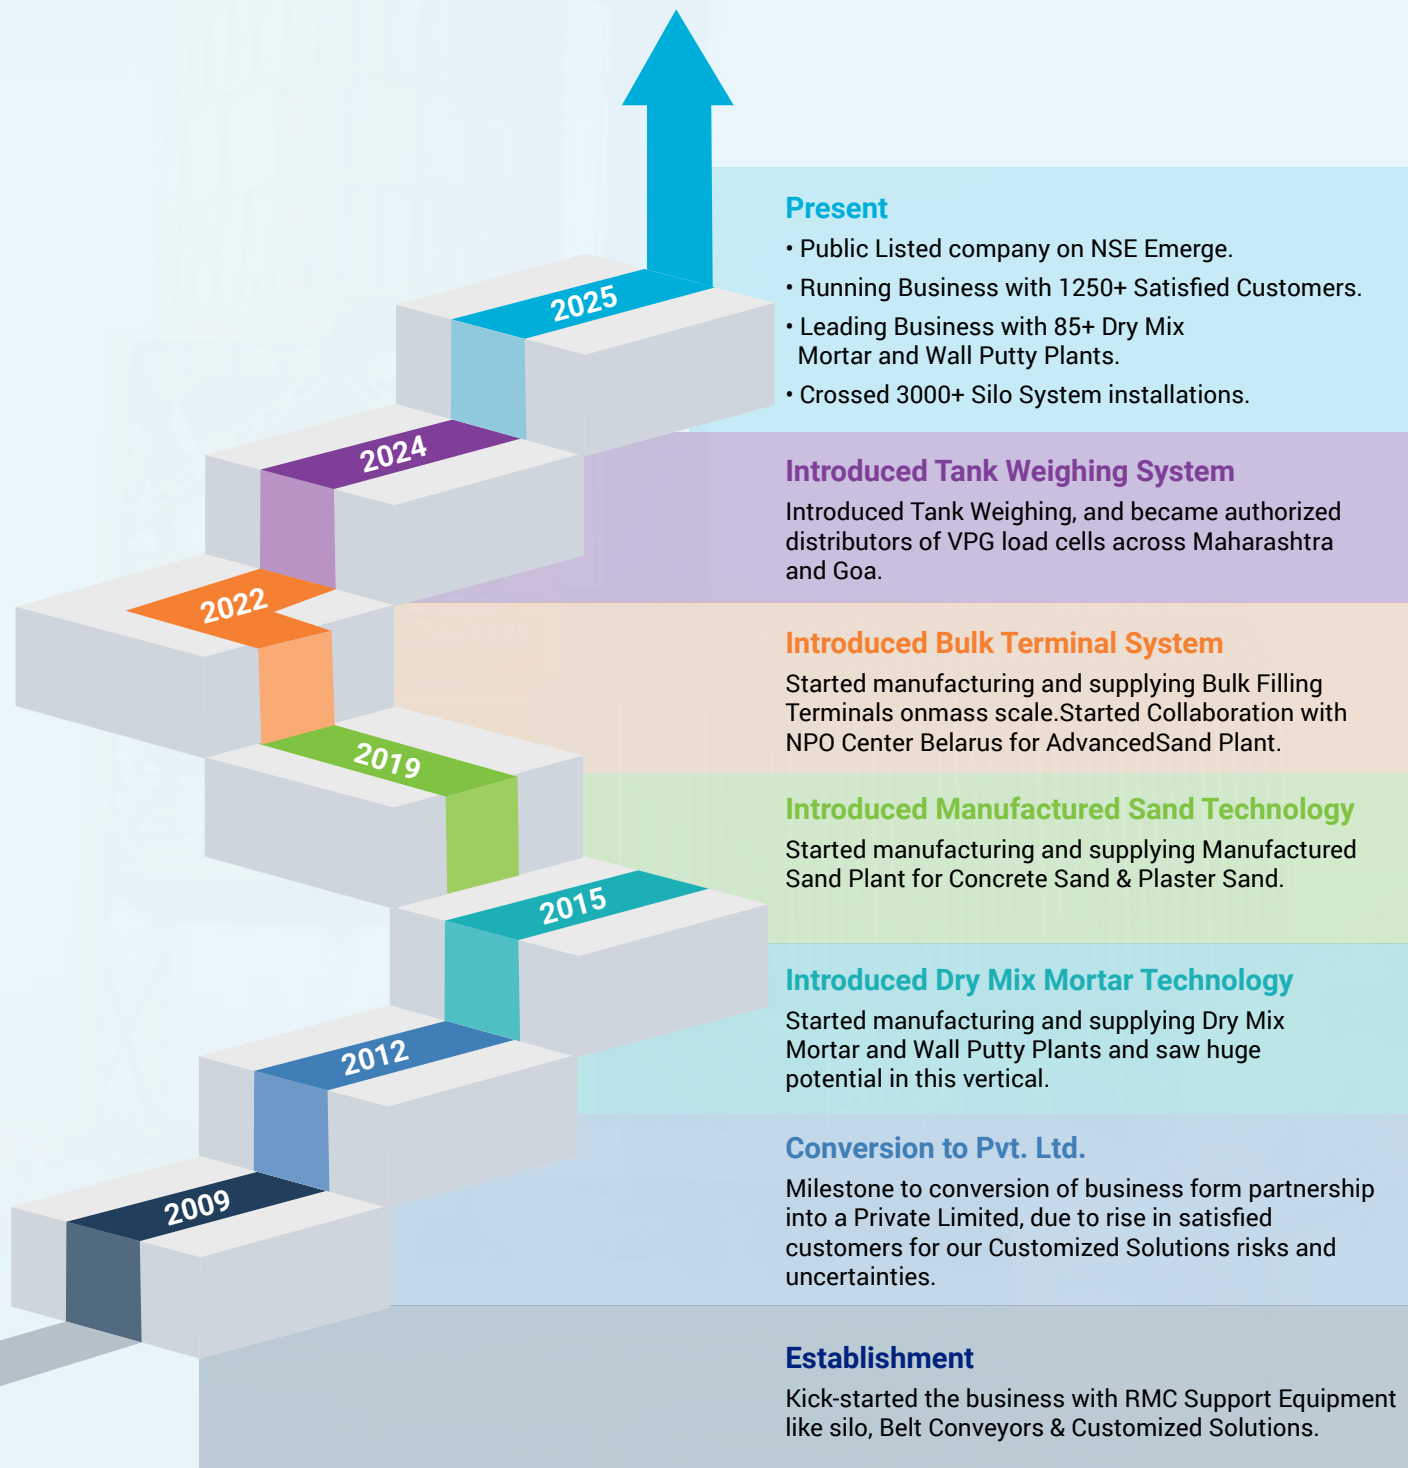 2025
Present
• Public Listed company on NSE Emerge.
• Running Business with 1250+ Satisfied Customers.
• Leading Business with 85+ Dry Mix
Mortar and Wall Putty Plants.
• Crossed 3000+ Silo System installations.
2024
Introduced Tank Weighing System
Introduced Tank Weighing, and became authorized
distributors of VPG load cells across Maharashtra
and Goa.
2022
Introduced Bulk Terminal System
Started manufacturing and supplying Bulk Filling
Terminals onmass scale.Started Collaboration with
NPO Center Belarus for AdvancedSand Plant.
2019
Introduced Manufactured Sand Technology
Started manufacturing and supplying Manufactured
Sand Plant for Concrete Sand & Plaster Sand.
2015
Introduced Dry Mix Mortar Technology
Started manufacturing and supplying Dry Mix
Mortar and Wall Putty Plants and saw huge
potential in this vertical.
2012
Conversion to Pvt. Ltd.
Milestone to conversion of business form partnership
into a Private Limited, due to rise in satisfied
customers for our Customized Solutions risks and
uncertainties.
2009
Establishment
Kick-started the business with RMC Support Equipment
like silo, Belt Conveyors & Customized Solutions.